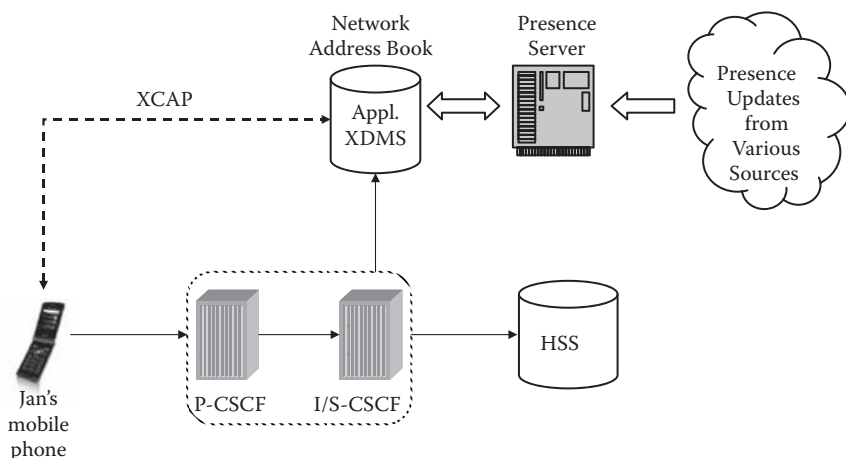 Network
Address Book
Presence
Server
XCAP
Appl.
XDMS
Presence
Updates
from
Various
Sources
HSS
P-CSCF
I/S-CSCF
Jan's
mobile
phone